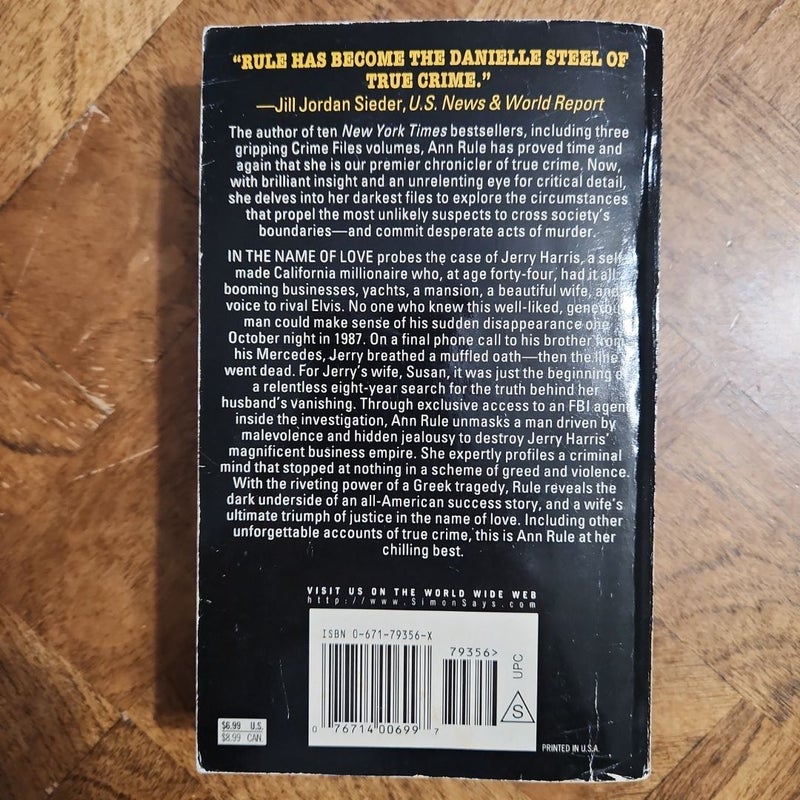 “RULE HAS BECOME THE DANIELLE STEEL OF
TRUE CRIME.”
—Jill Jordan Sieder, U.S. News & World Report
The author of ten New York Times bestsellers, including three
gripping Crime Files volumes, Ann Rule has proved time and
again that she is our premier chronicler of true crime. Now,
with brilliant insight and an unrelenting eye for critical detail,
she delves into her darkest files to explore the circumstances
that propel the most unlikely suspects to cross society's
boundaries—and commit desperate acts of murder.
IN THE NAME OF LOVE probes the case of Jerry Harris, a self-
made California millionaire who, at age forty-four, had it all:
booming businesses, yachts, a mansion, a beautiful wife, and a
voice to rival Elvis. No one who knew this well-liked, generous
man could make sense of his sudden disappearance one
October night in 1987. On a final phone call to his brother from
his Mercedes, Jerry breathed a muffled oath—then the line
went dead. For Jerry's wife, Susan, it was just the beginning of
a relentless eight-year search for the truth behind her
husband's vanishing. Through exclusive access to an FBI agent
inside the investigation, Ann Rule unmasks a man driven by
malevolence and hidden jealousy to destroy Jerry Harris'
magnificent business empire. She expertly profiles a criminal
mind that stopped at nothing in a scheme of greed and violence.
With the riveting power of a Greek tragedy, Rule reveals the
dark underside of an all-American success story, and a wife's
ultimate triumph of justice in the name of love. Including other
unforgettable accounts of true crime, this is Ann Rule at her
chilling best.
VISIT US ON THE WORLD WIDE WEB
http://www.SimonSays.com
ISBN 0-671-79356-X
79356>
UPC
S
0 76714 00699 7
$6.99 U.S.
$8.99 CAN.
PRINTED IN U.S.A.